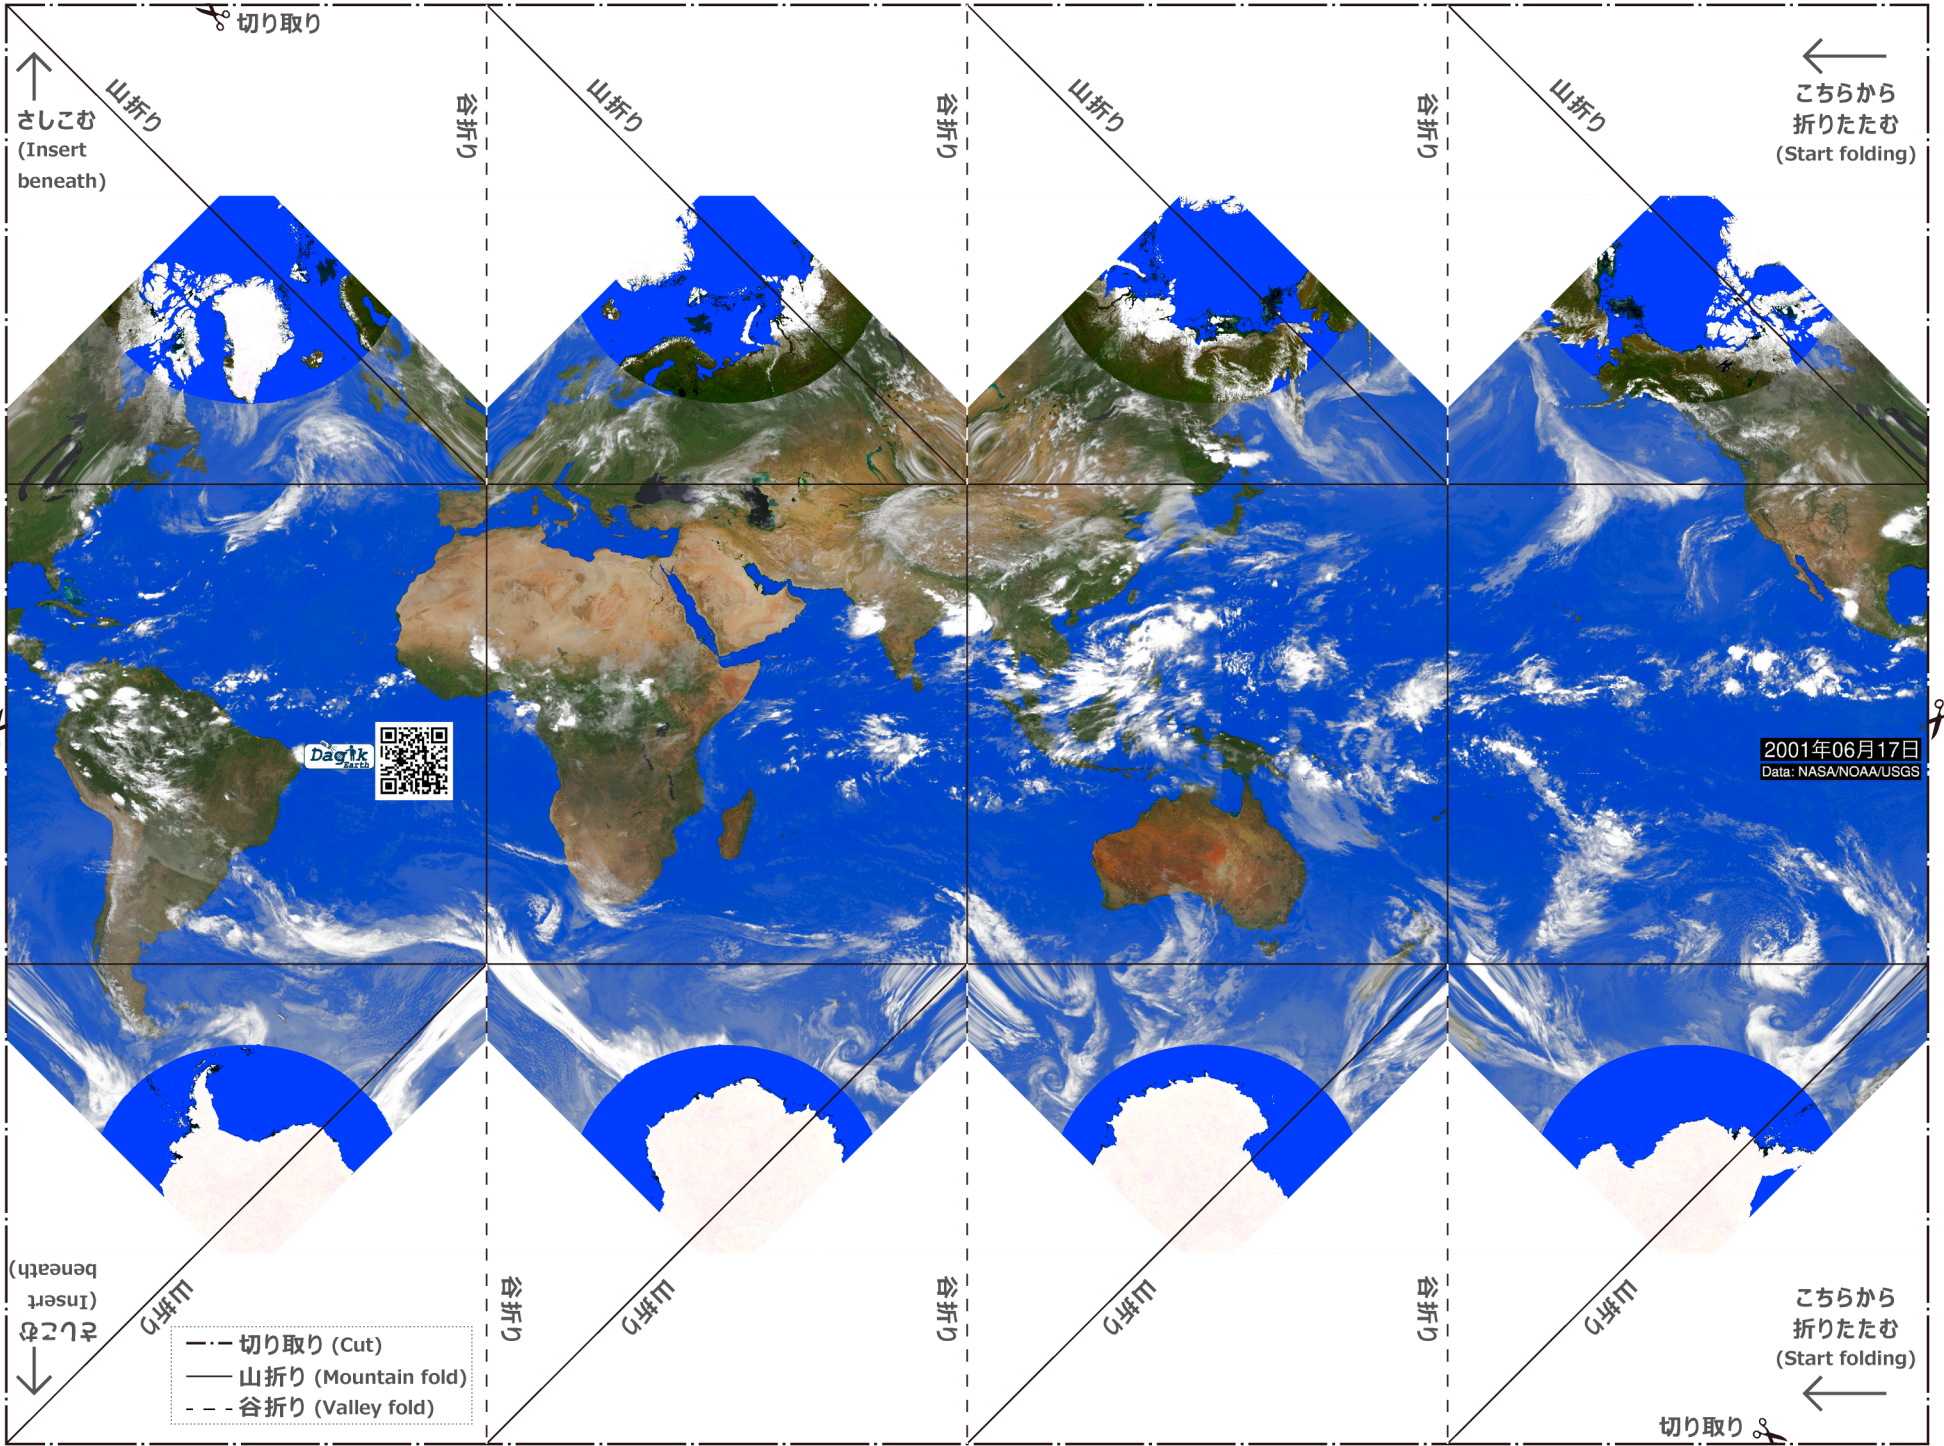 切り取り
さしこむ
(Insert
beneath)
山折り
谷折り
山折り
谷折り
山折り
谷折り
山折り
こちらから
折りたたむ
(Start folding)
Dagik
Earth
2001年06月17日
Data: NASA/NOAA/USGS
さしこむ
(Insert
beneath)
山折り
谷折り
山折り
谷折り
山折り
谷折り
山折り
こちらから
折りたたむ
(Start folding)
切り取り (Cut)
山折り (Mountain fold)
谷折り (Valley fold)
切り取り